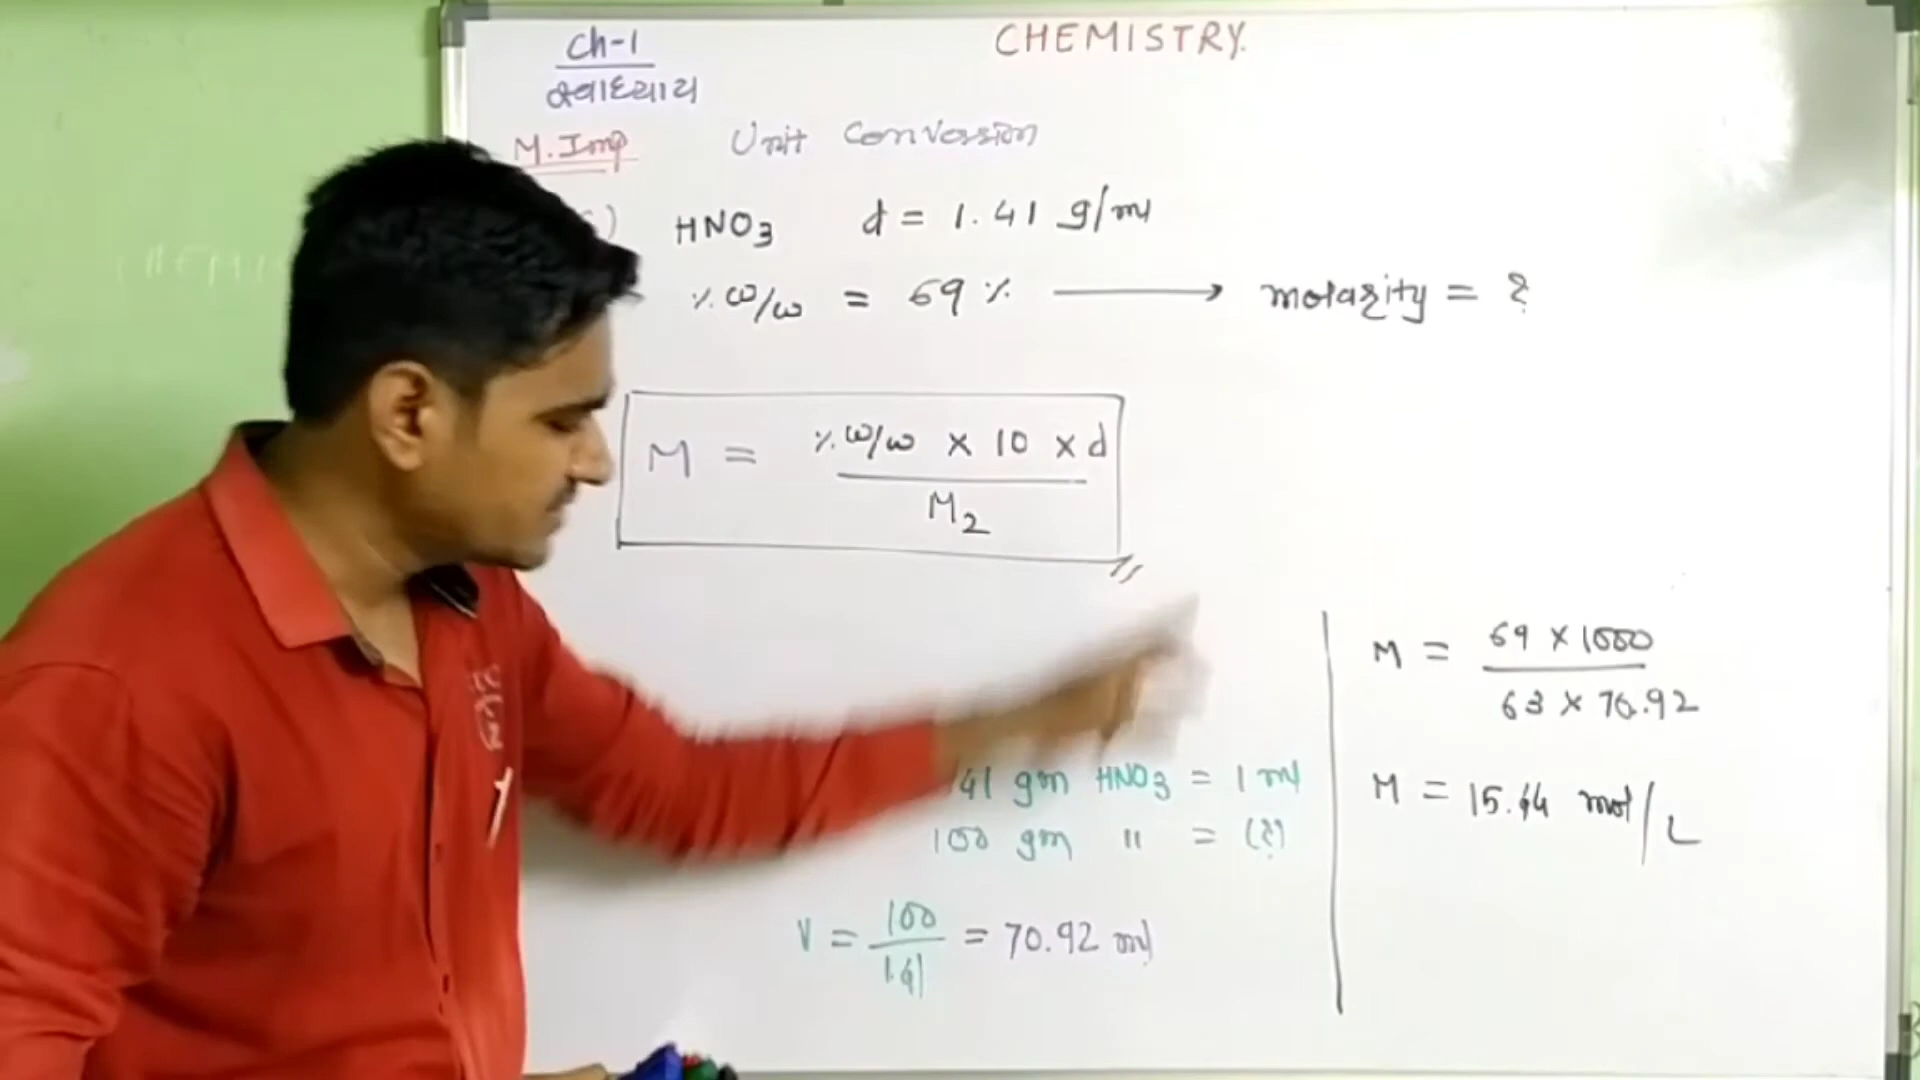 Ch-1
CHEMISTRY.
સ્વાધ્યાય
M.Imp
Unit Conversion
HNO3 d = 1.41 g/ml
% w/w = 69 % ⟶ molarity = ?
M = % w/w × 10 × d / M2
41 gm HNO3 = 1 ml
100 gm " = (?)
V = 100 / 1.41 = 70.92 ml
M = 69 × 1000 / 63 × 70.92
M = 15.44 mol/L